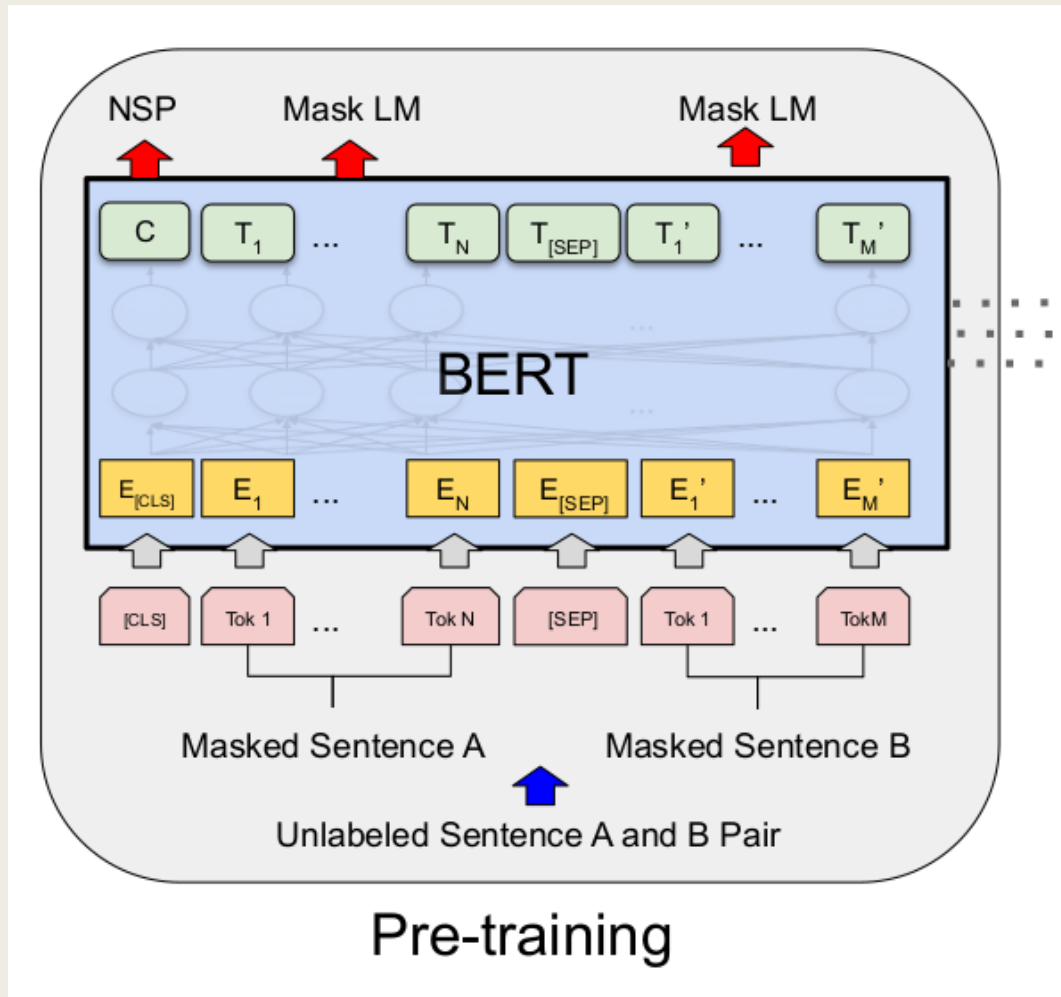 NSP Mask LM Mask LM
C T1 ... TN T[SEP] T1' ... TM'
...
BERT
...
E[CLS] E1 ... EN E[SEP] E1' ... EM'
[CLS] Tok 1 ... Tok N [SEP] Tok 1 ... TokM
Masked Sentence A Masked Sentence B
Unlabeled Sentence A and B Pair
Pre-training